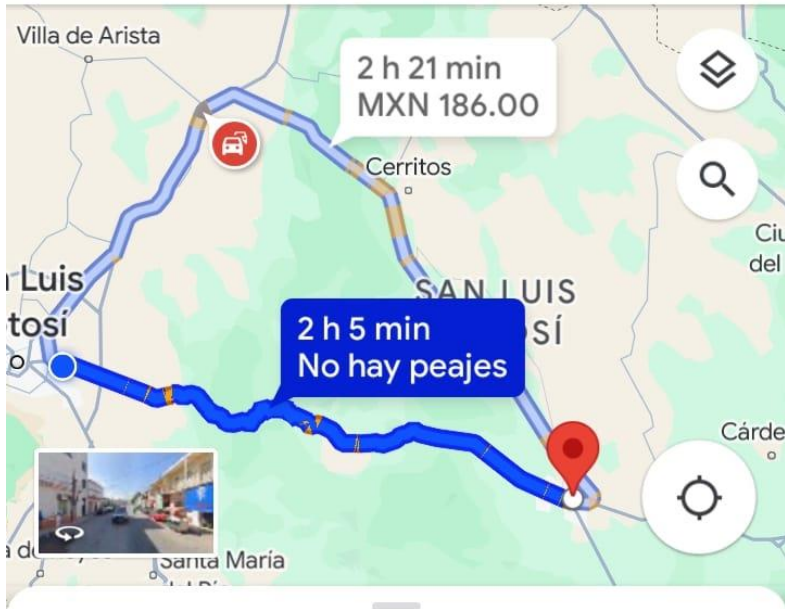 Villa de Arista
2 h 21 min
MXN 186.00
Cerritos
Ciu
del
Luis
tosí
SAN LUIS
OSÍ
2 h 5 min
No hay peajes
Cárde
Santa María